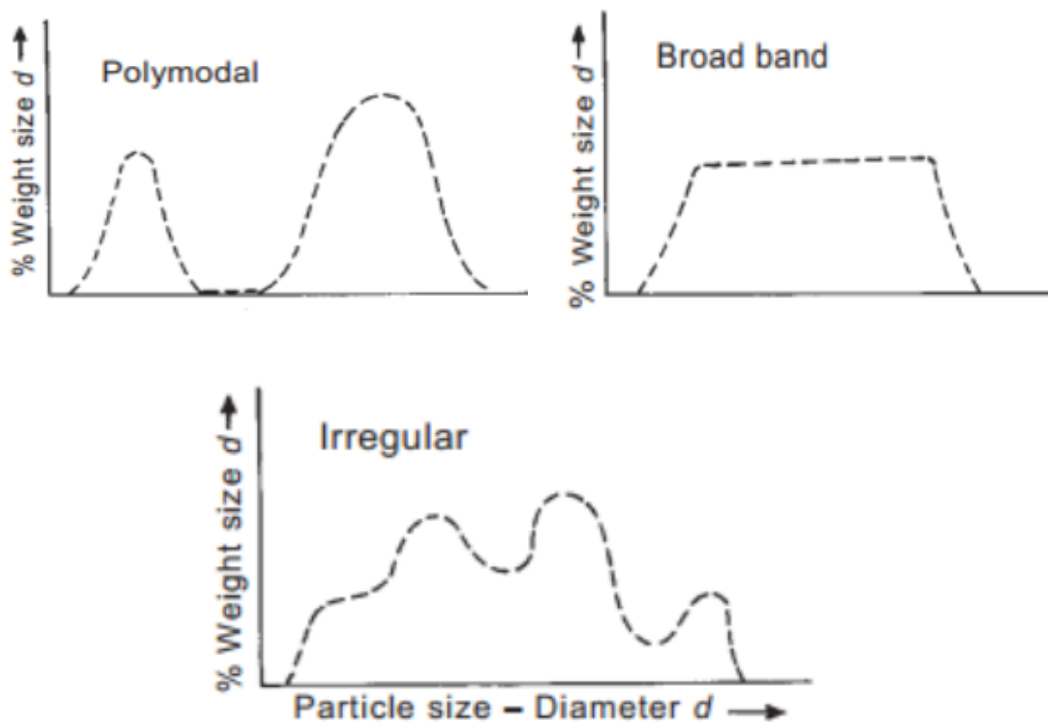 Polymodal
% Weight size d
Broad band
% Weight size d
Irregular
% Weight size d
Particle size – Diameter d